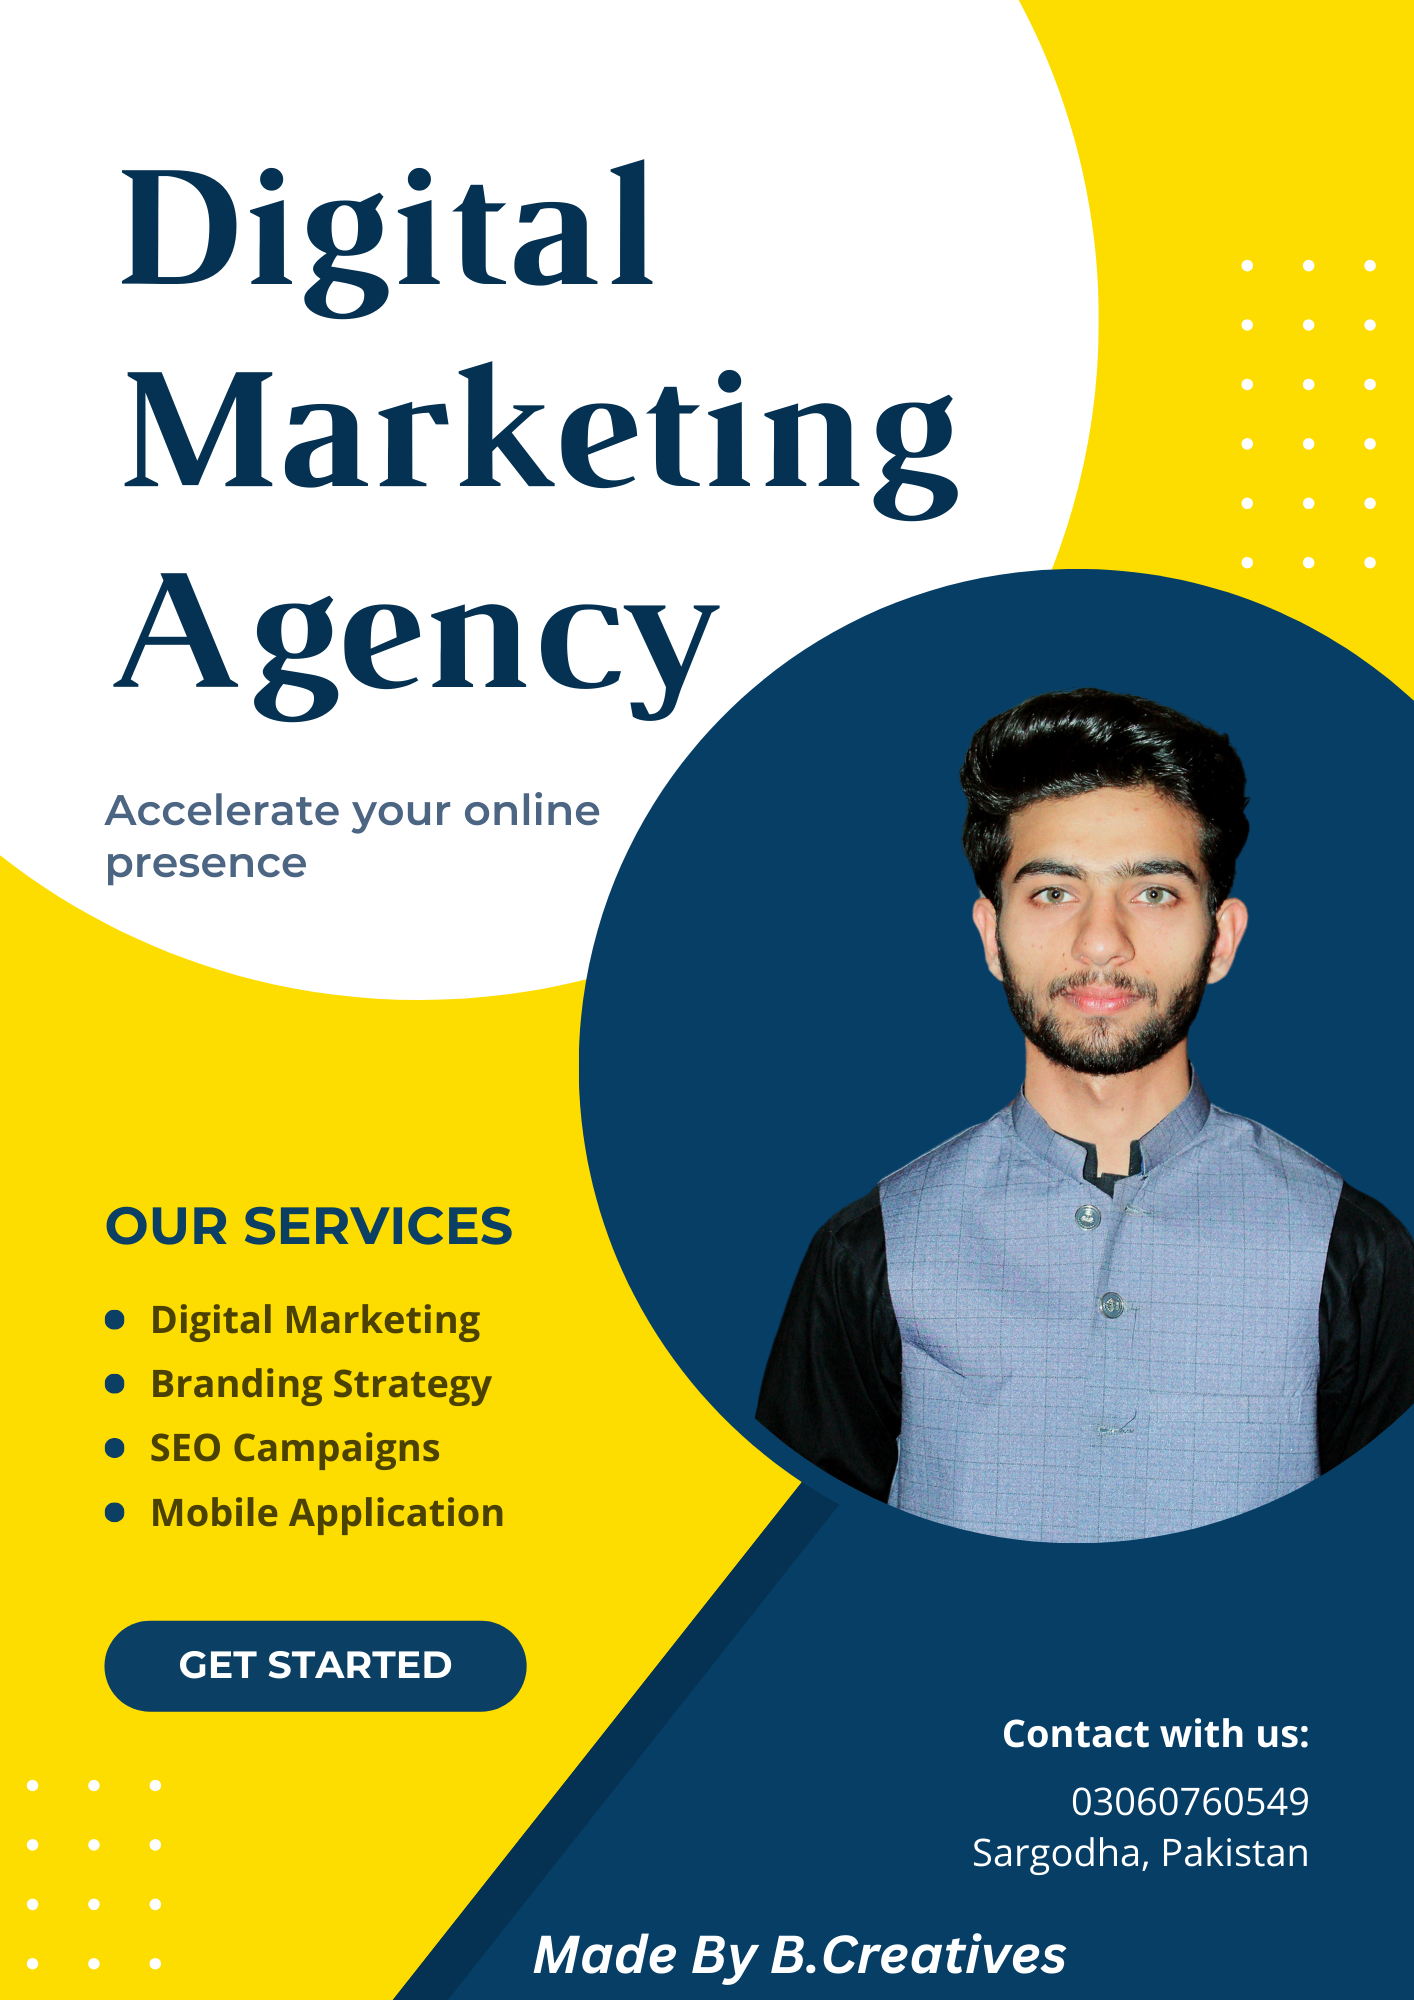 Digital
Marketing
Agency
Accelerate your online
presence
OUR SERVICES
Digital Marketing
Branding Strategy
SEO Campaigns
Mobile Application
GET STARTED
Contact with us:
03060760549
Sargodha, Pakistan
Made By B.Creatives